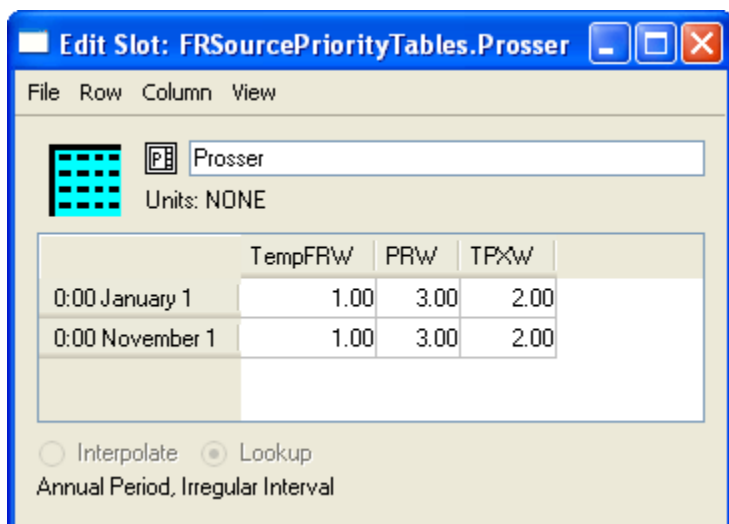 Edit Slot: FRSourcePriorityTables.Prosser
File Row Column View
P Prosser
Units: NONE
TempFRW PRW TPXW
0:00 January 1 1.00 3.00 2.00
0:00 November 1 1.00 3.00 2.00
Interpolate Lookup
Annual Period, Irregular Interval